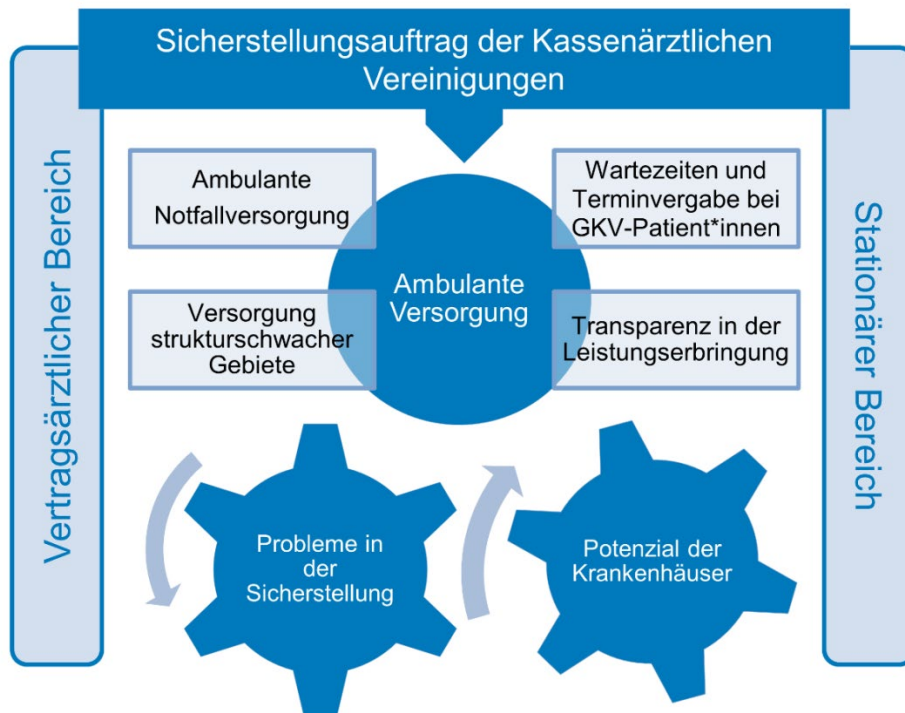 Sicherstellungsauftrag der Kassenärztlichen
Vereinigungen
Vertragsärztlicher Bereich
Ambulante
Notfallversorgung
Wartezeiten und
Terminvergabe bei
GKV-Patient*innen
Ambulante
Versorgung
Versorgung
strukturschwacher
Gebiete
Transparenz in der
Leistungserbringung
Stationärer Bereich
Probleme in
der
Sicherstellung
Potenzial der
Krankenhäuser